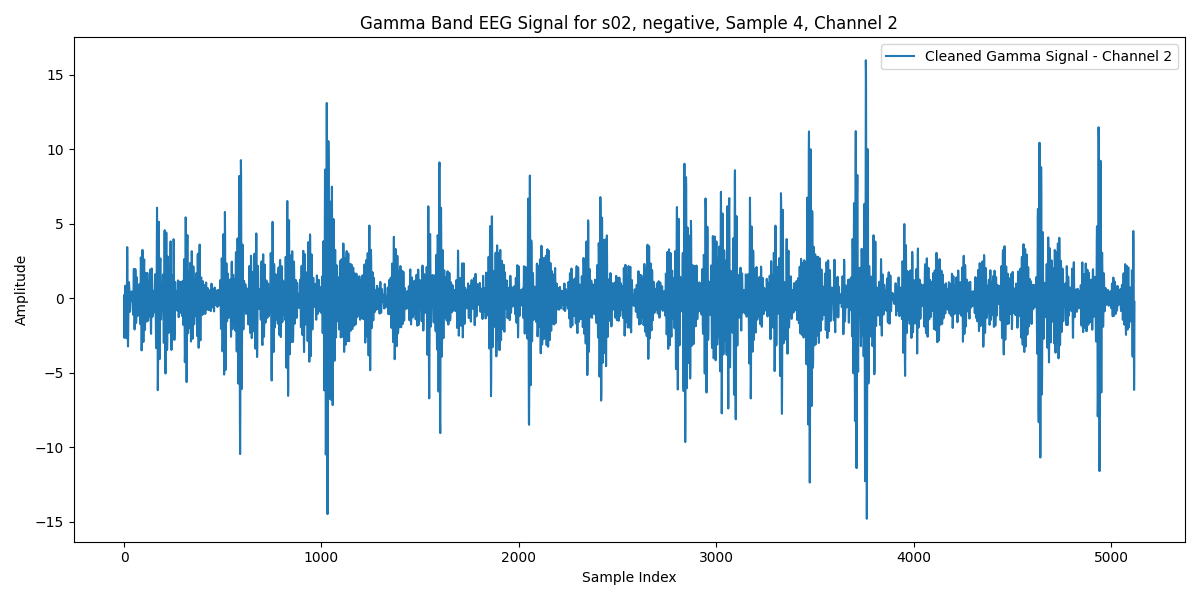 Gamma Band EEG Signal for s02, negative, Sample 4, Channel 2
Cleaned Gamma Signal - Channel 2
Amplitude
15
10
5
0
−5
−10
−15
0 1000 2000 3000 4000 5000
Sample Index